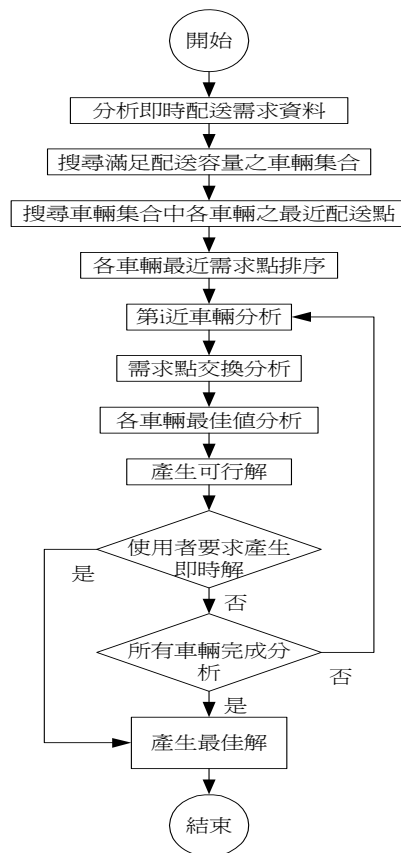 開始
分析即時配送需求資料
搜尋滿足配送容量之車輛集合
搜尋車輛集合中各車輛之最近配送點
各車輛最近需求點排序
第i近車輛分析
需求點交換分析
各車輛最佳值分析
產生可行解
使用者要求產生
即時解
是
否
所有車輛完成分
析
否
是
產生最佳解
結束